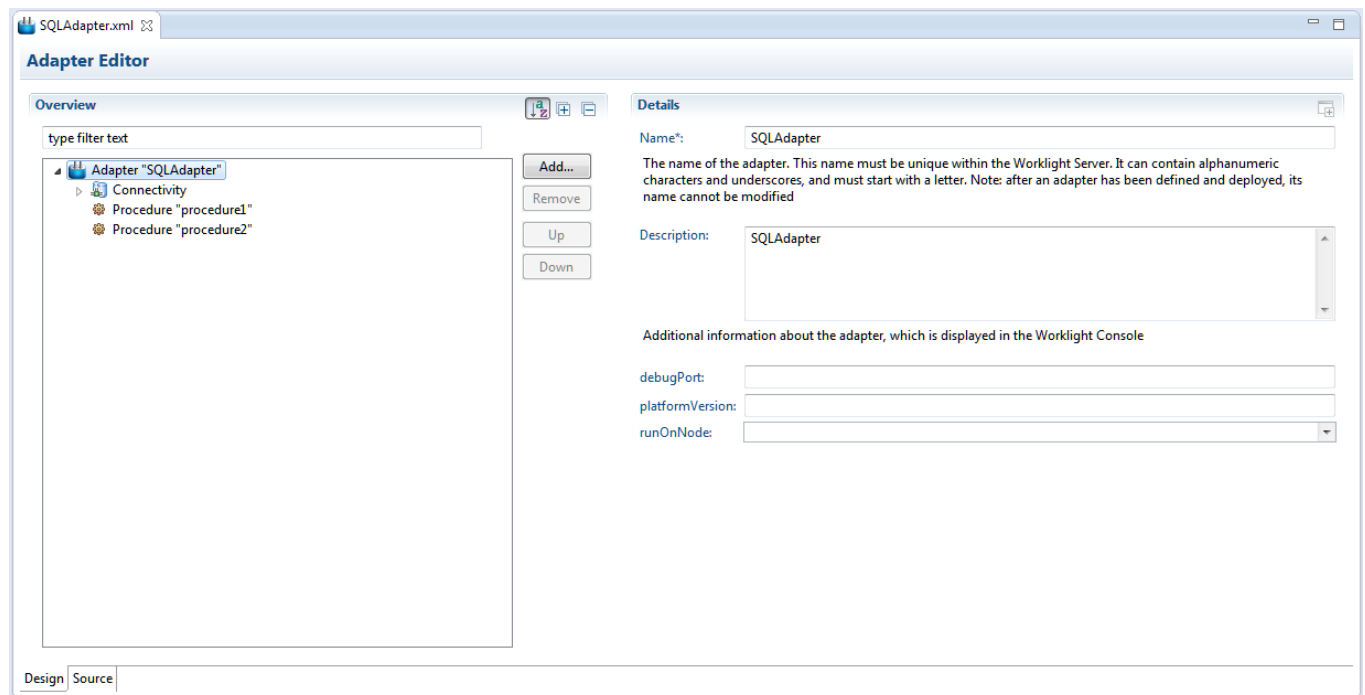 SQLAdapter.xml
Adapter Editor
Overview
type filter text
Adapter "SQLAdapter"
Connectivity
Procedure "procedure1"
Procedure "procedure2"
Add...
Remove
Up
Down
Details
Name*: SQLAdapter
The name of the adapter. This name must be unique within the Worklight Server. It can contain alphanumeric
characters and underscores, and must start with a letter. Note: after an adapter has been defined and deployed, its
name cannot be modified
Description: SQLAdapter
Additional information about the adapter, which is displayed in the Worklight Console
debugPort:
platformVersion:
runOnNode:
Design Source